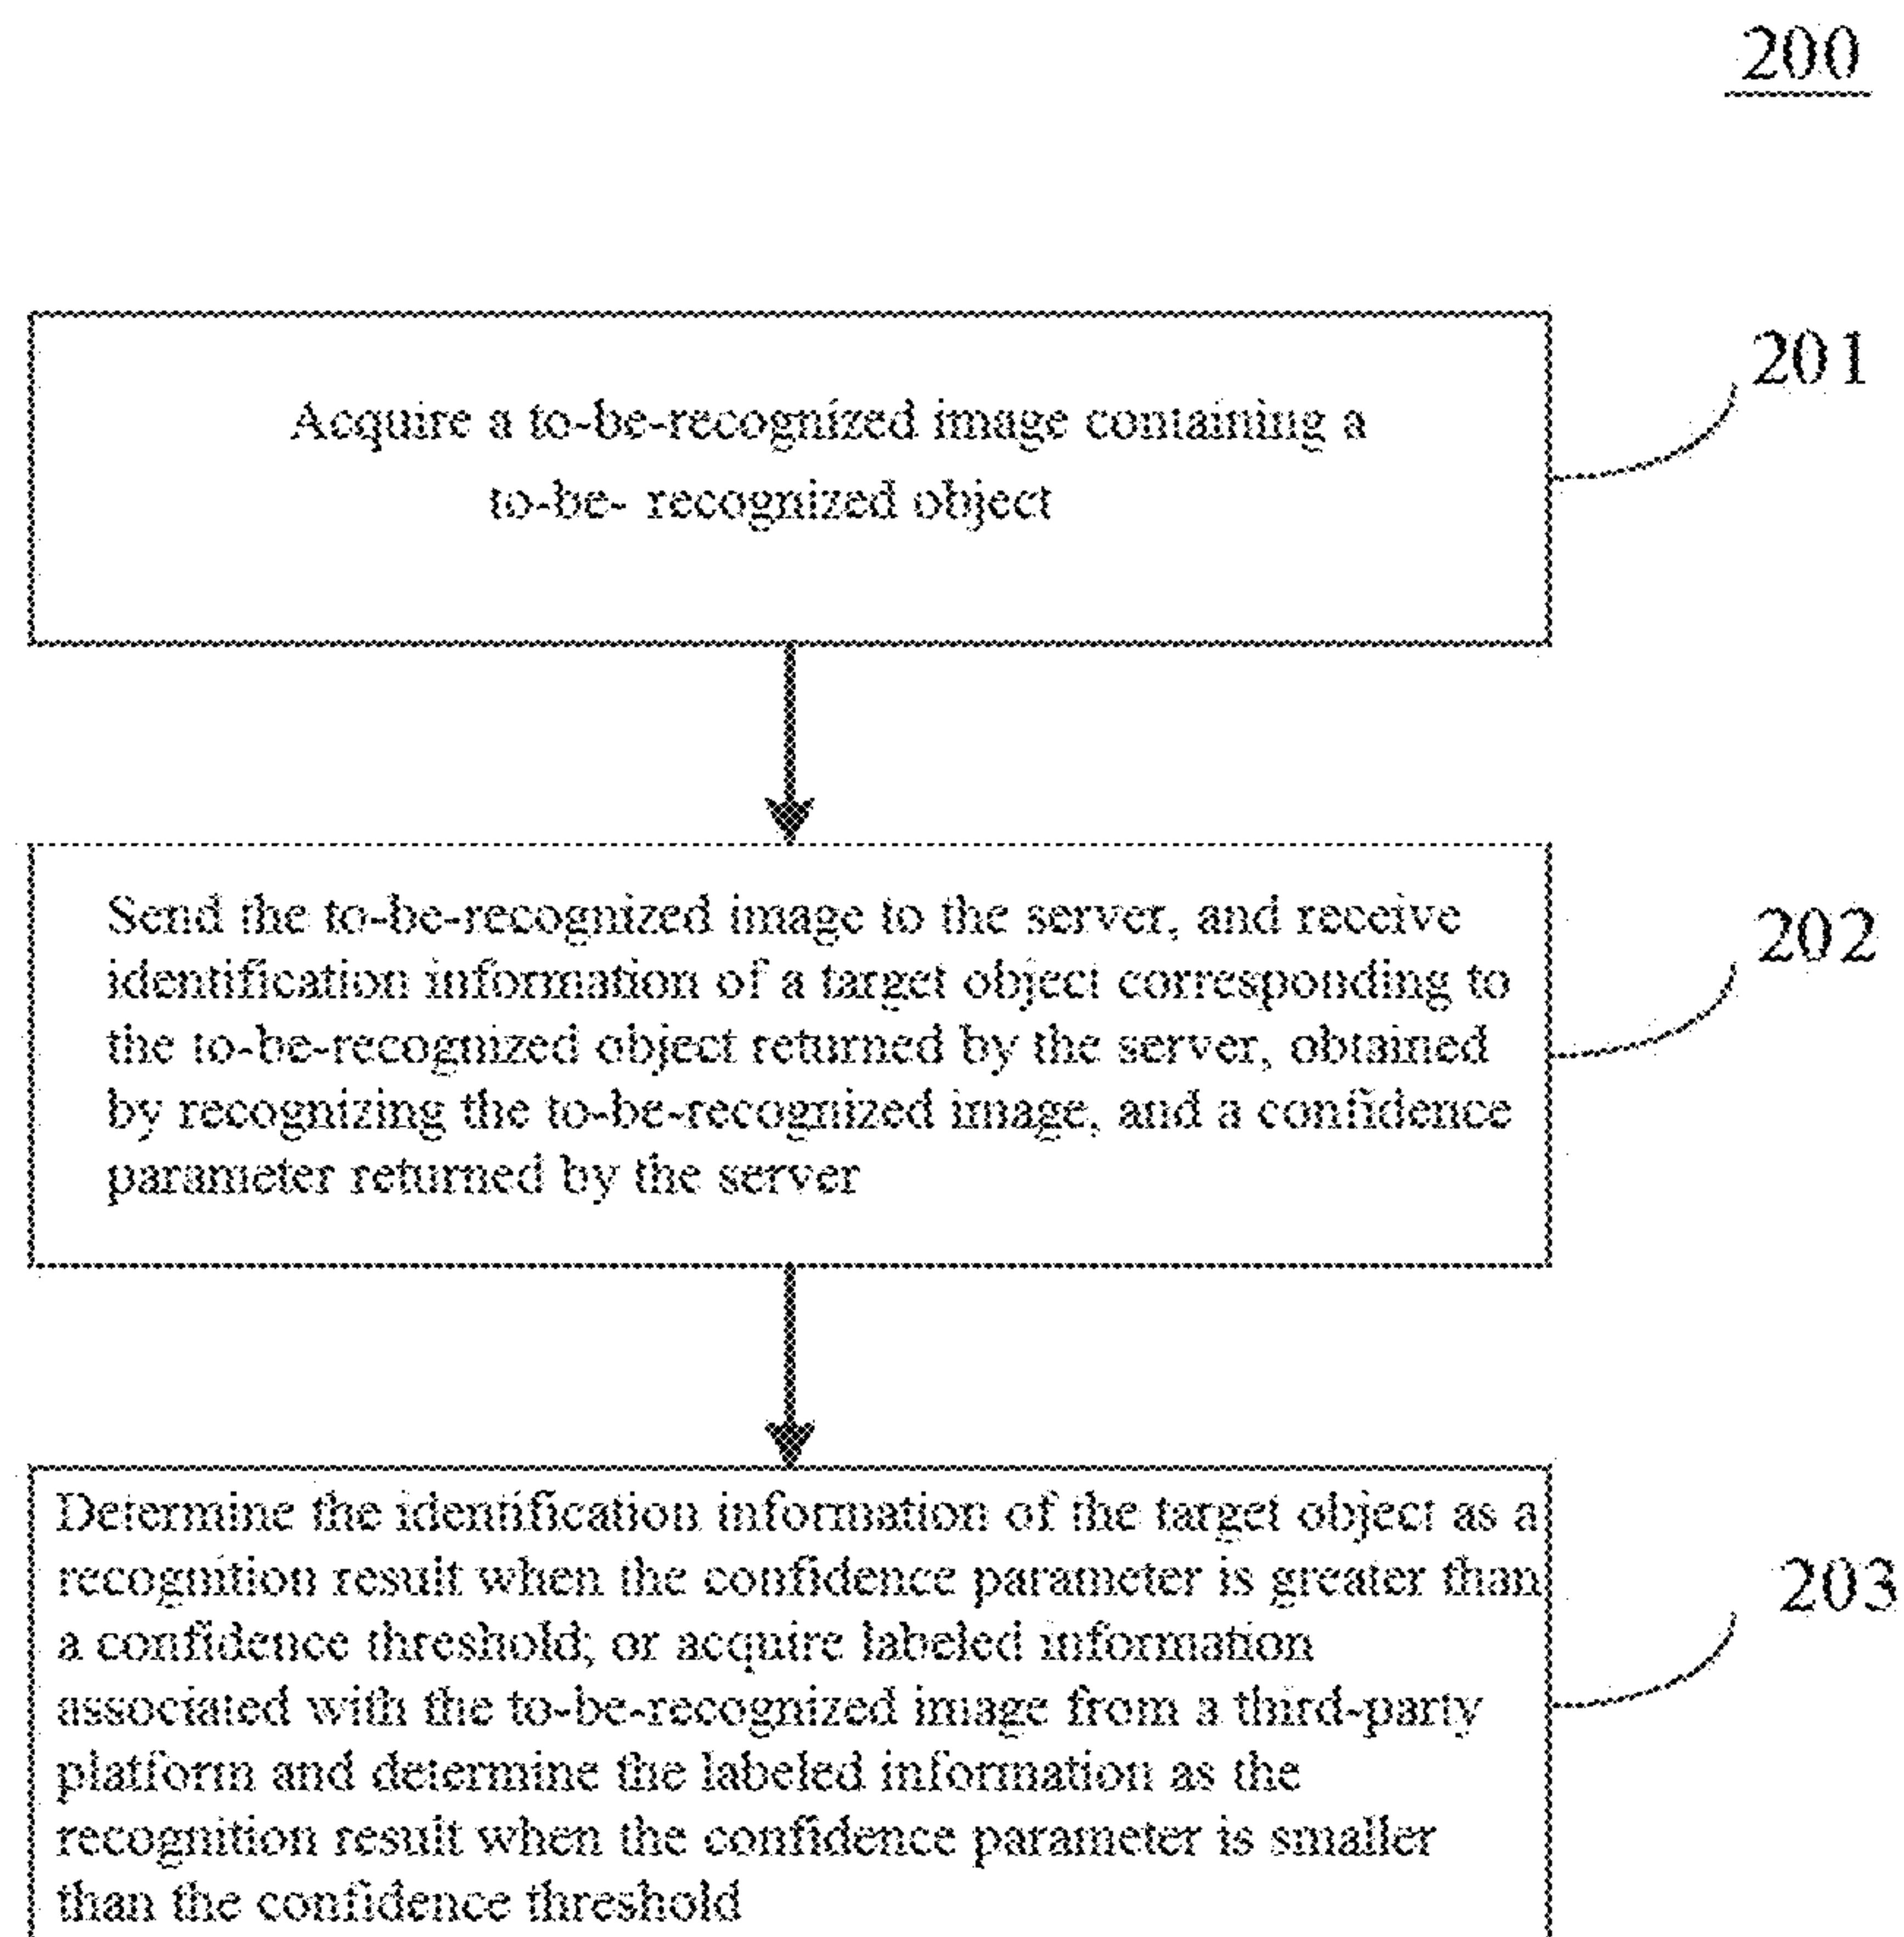 200
201
Acquire a to-be-recognized image containing a
to-be- recognized object
Send the to-be-recognized image to the server, and receive
202
identification information of a target object corresponding to
the to-be-recognized object returned by the server, obtained
by recognizing the to-be-recognized image, and a confidence
parameter returned by the server
Determine the identification information of the target object as a
recognition result when the confidence parameter is greater than
203
a confidence threshold; or acquire labeled information
associated with the to-be-recognized image from a third-party
platform and determine the labeled information as the
recognition result when the confidence parameter is smaller
than the confidence threshold